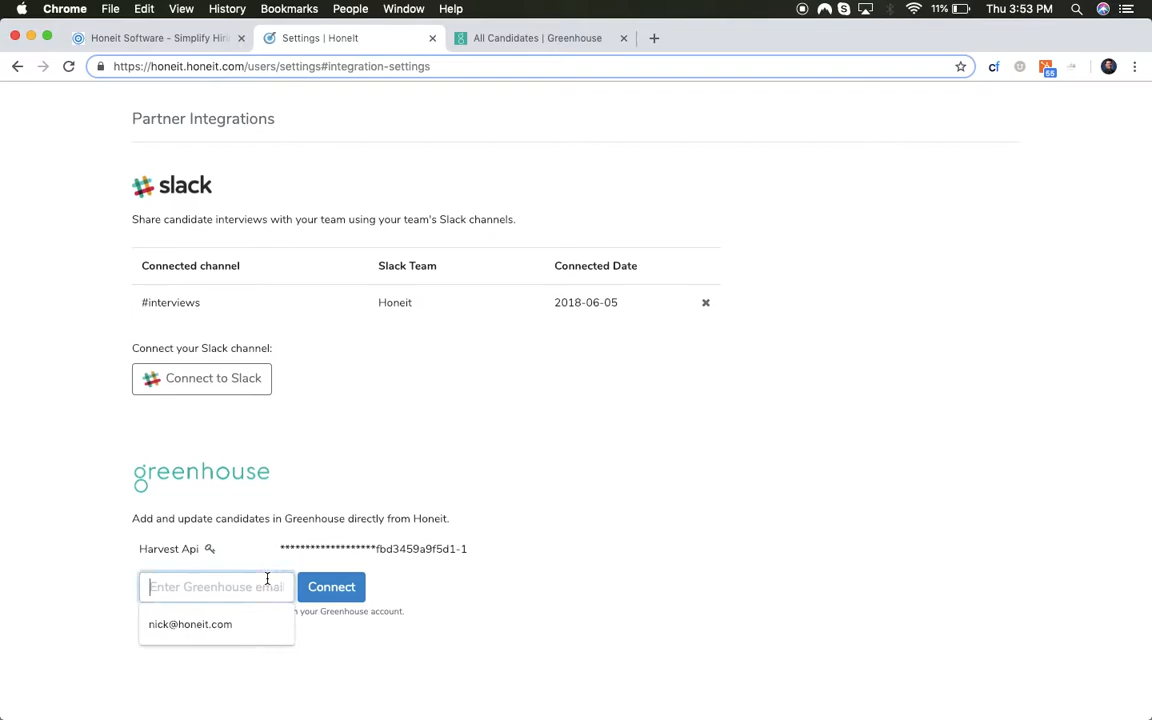 Chrome File Edit View History Bookmarks People Window Help 11% Thu 3:53 PM
Honeit Software - Simplify Hiri
Settings | Honeit
All Candidates | Greenhouse
https://honeit.honeit.com/users/settings#integration-settings
cf
55
Partner Integrations
slack
Share candidate interviews with your team using your team's Slack channels.
Connected channel Slack Team Connected Date
#interviews Honeit 2018-06-05
Connect your Slack channel:
Connect to Slack
greenhouse
Add and update candidates in Greenhouse directly from Honeit.
Harvest Api *******************fbd3459a9f5d1-1
Enter Greenhouse email Connect
n your Greenhouse account.
nick@honeit.com